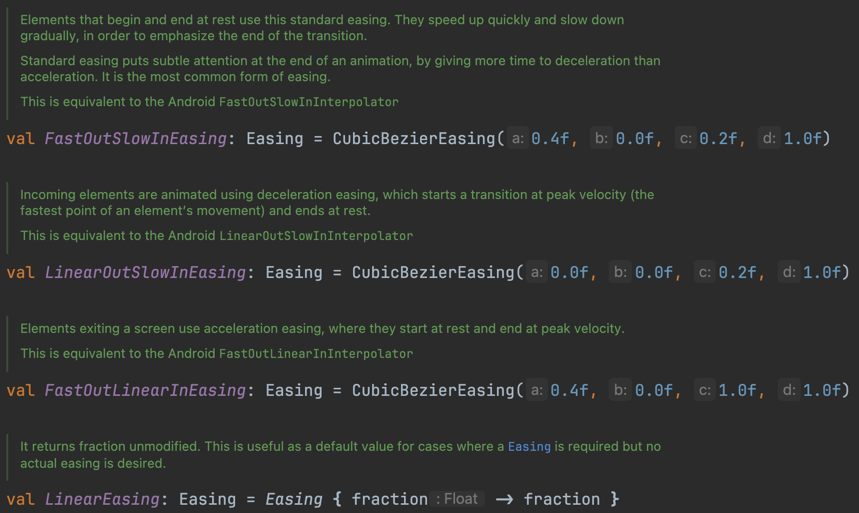 Elements that begin and end at rest use this standard easing. They speed up quickly and slow down
gradually, in order to emphasize the end of the transition.
Standard easing puts subtle attention at the end of an animation, by giving more time to deceleration than
acceleration. It is the most common form of easing.
This is equivalent to the Android FastOutSlowInInterpolator
val FastOutSlowInEasing: Easing = CubicBezierEasing( a: 0.4f, b: 0.0f, c: 0.2f, d: 1.0f)
Incoming elements are animated using deceleration easing, which starts a transition at peak velocity (the
fastest point of an element's movement) and ends at rest.
This is equivalent to the Android LinearOutSlowInInterpolator
val LinearOutSlowInEasing: Easing = CubicBezierEasing( a: 0.0f, b: 0.0f, c: 0.2f, d: 1.0f)
Elements exiting a screen use acceleration easing, where they start at rest and end at peak velocity.
This is equivalent to the Android FastOutLinearInInterpolator
val FastOutLinearInEasing: Easing = CubicBezierEasing( a: 0.4f, b: 0.0f, c: 1.0f, d: 1.0f)
It returns fraction unmodified. This is useful as a default value for cases where a Easing is required but no
actual easing is desired.
val LinearEasing: Easing = Easing { fraction : Float → fraction }